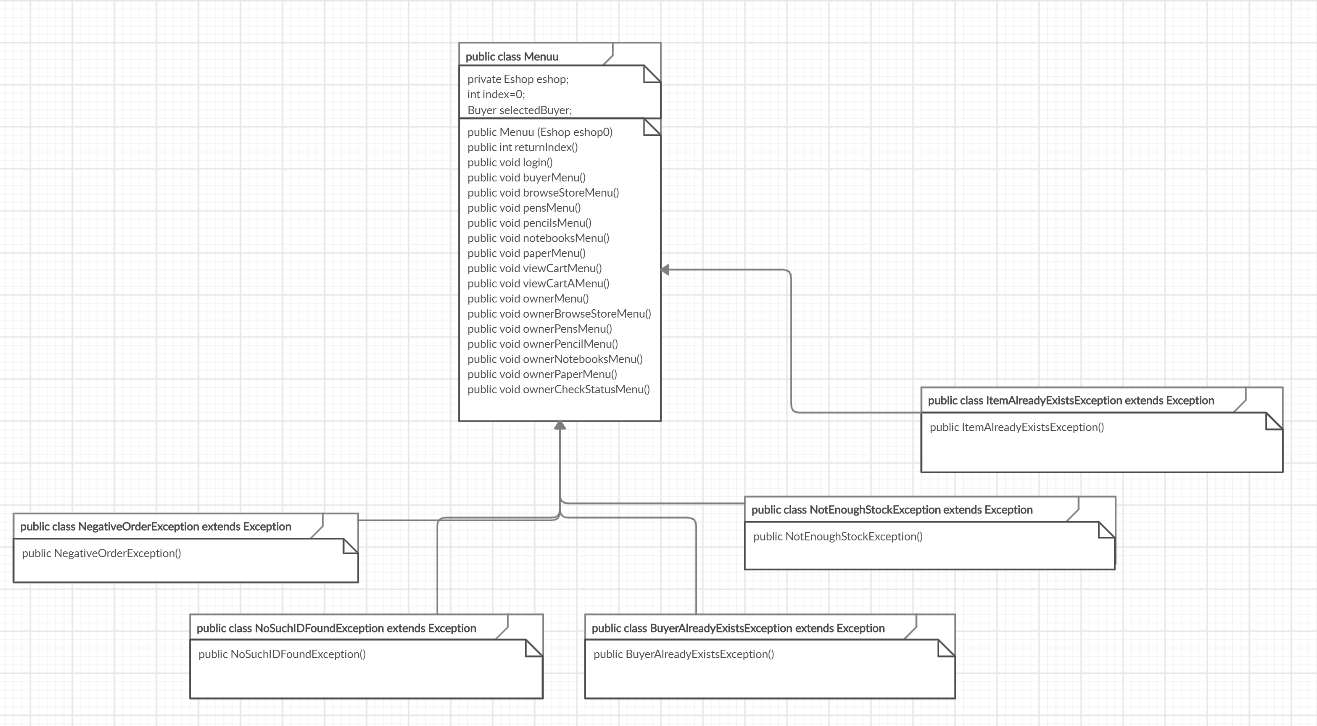 public class Menuu
private Eshop eshop;
int index=0;
Buyer selectedBuyer;
public Menuu (Eshop eshop0)
public int returnIndex()
public void login()
public void buyerMenu()
public void browseStoreMenu()
public void pensMenu()
public void pencilsMenu()
public void notebooksMenu()
public void paperMenu()
public void viewCartMenu()
public void viewCartAMenu()
public void ownerMenu()
public void ownerBrowseStoreMenu()
public void ownerPensMenu()
public void ownerPencilMenu()
public void ownerNotebooksMenu()
public void ownerPaperMenu()
public void ownerCheckStatusMenu()
public class ItemAlreadyExistsException extends Exception
public ItemAlreadyExistsException()
public class NotEnoughStockException extends Exception
public NotEnoughStockException()
public class NegativeOrderException extends Exception
public NegativeOrderException()
public class NoSuchIDFoundException extends Exception
public NoSuchIDFoundException()
public class BuyerAlreadyExistsException extends Exception
public BuyerAlreadyExistsException()